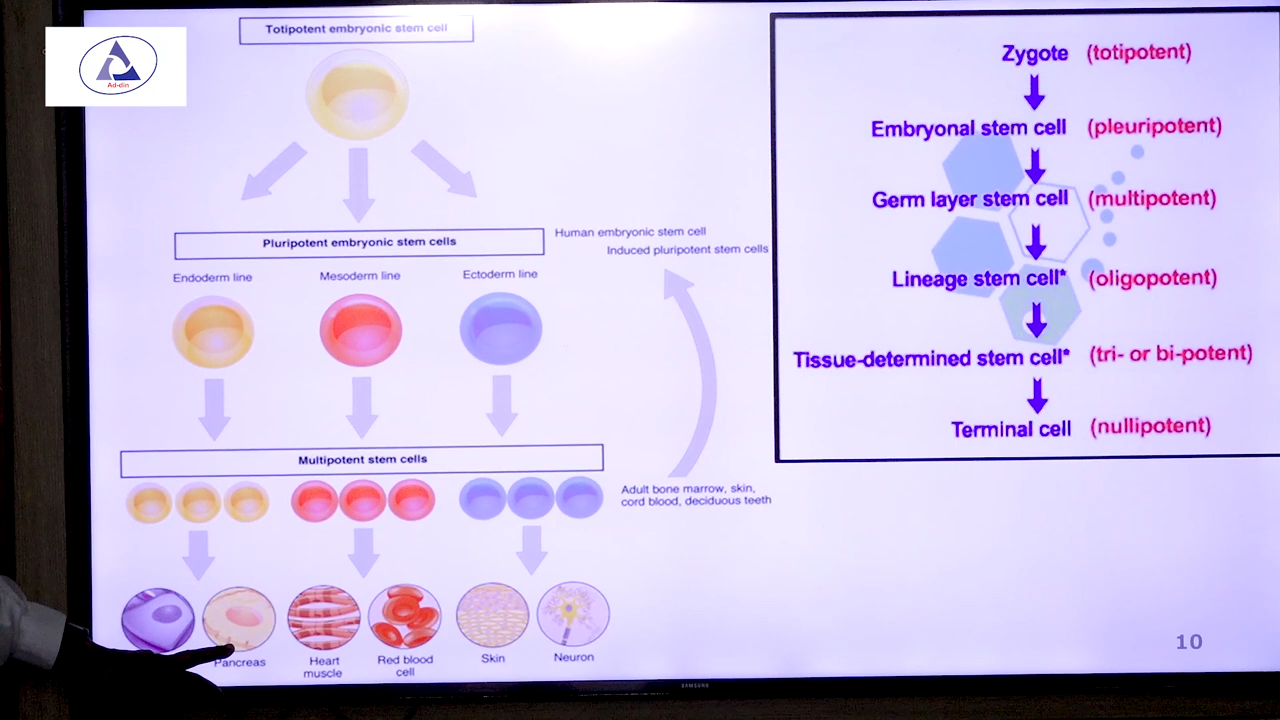 Ad-din
Totipotent embryonic stem cell
Pluripotent embryonic stem cells
Human embryonic stem cell
Induced pluripotent stem cells
Endoderm line
Mesoderm line
Ectoderm line
Multipotent stem cells
Adult bone marrow, skin,
cord blood, deciduous teeth
Pancreas
Heart
muscle
Red blood
cell
Skin
Neuron
Zygote (totipotent)
Embryonal stem cell (pleuripotent)
Germ layer stem cell (multipotent)
Lineage stem cell* (oligopotent)
Tissue-determined stem cell* (tri- or bi-potent)
Terminal cell (nullipotent)
10
SAMSUNG